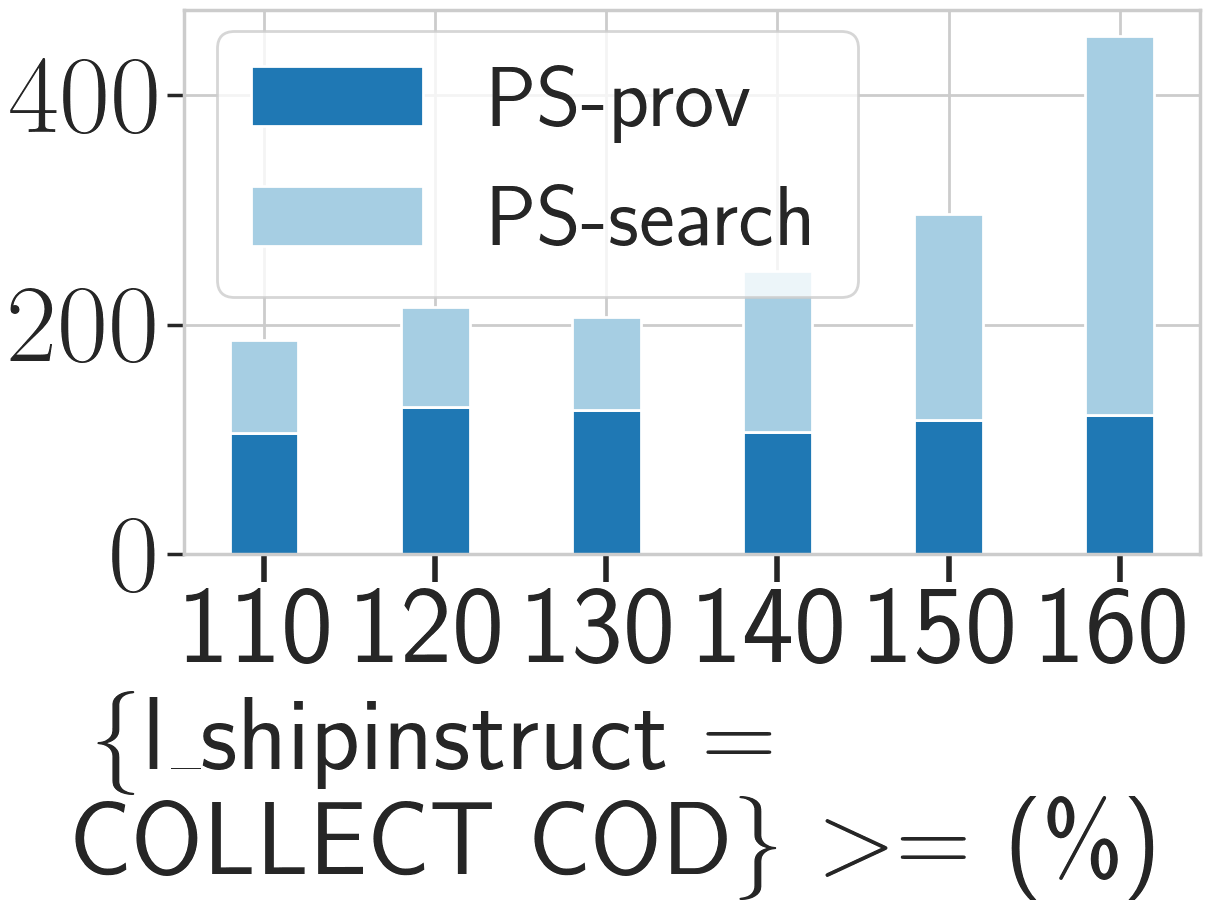 400
200
0
PS-prov
PS-search
110 120 130 140 150 160
{l_shipinstruct =
COLLECT COD} >= (%)